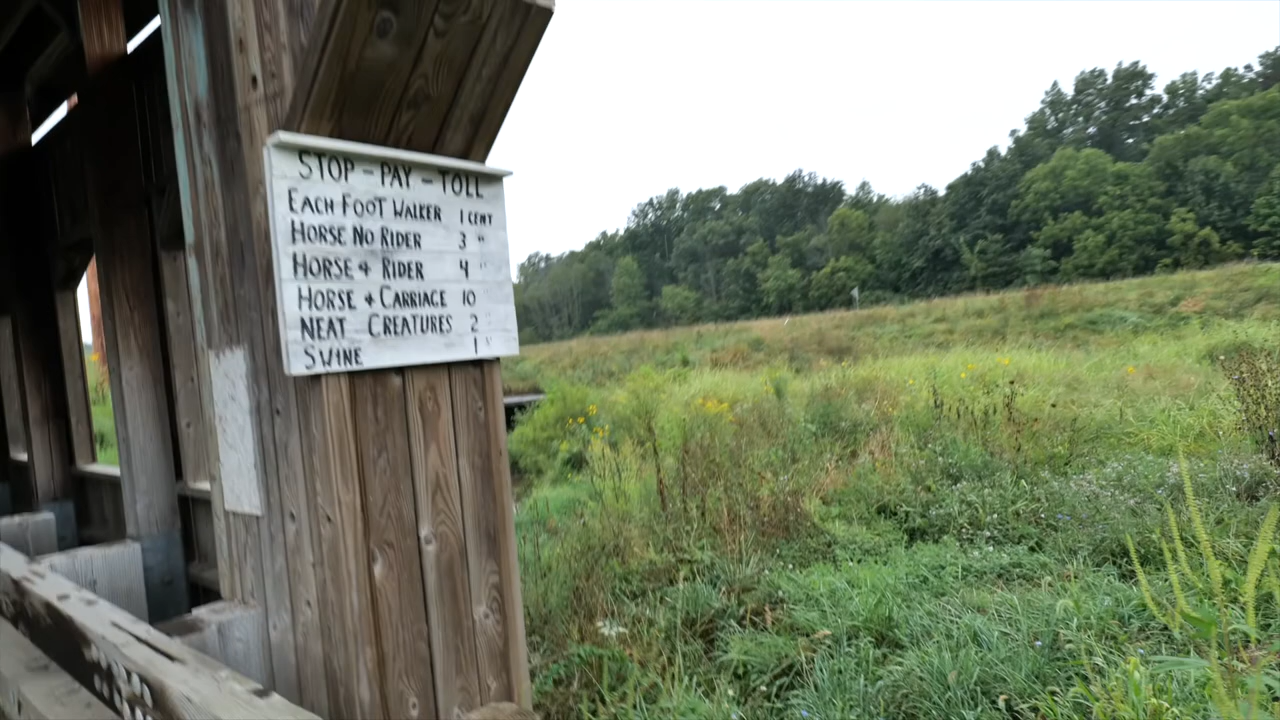 STOP - PAY - TOLL
EACH FOOT WALKER 1 CENT
HORSE NO RIDER 3 "
HORSE & RIDER 4 "
HORSE & CARRIAGE 10
NEAT CREATURES 2
SWINE 1 "